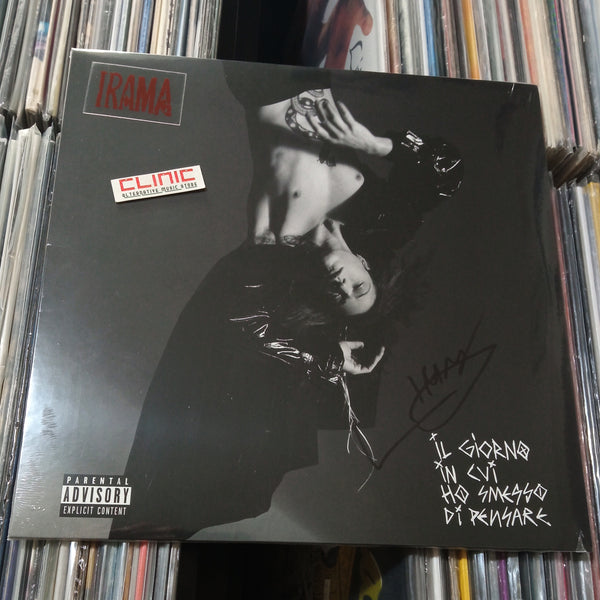 IRAMA
CLINIC
ALTERNATIVE MUSIC STORE
iL GiORNO
iN CUi
HO SMESSO
Di PENSARE
PARENTAL
ADVISORY
EXPLICIT CONTENT